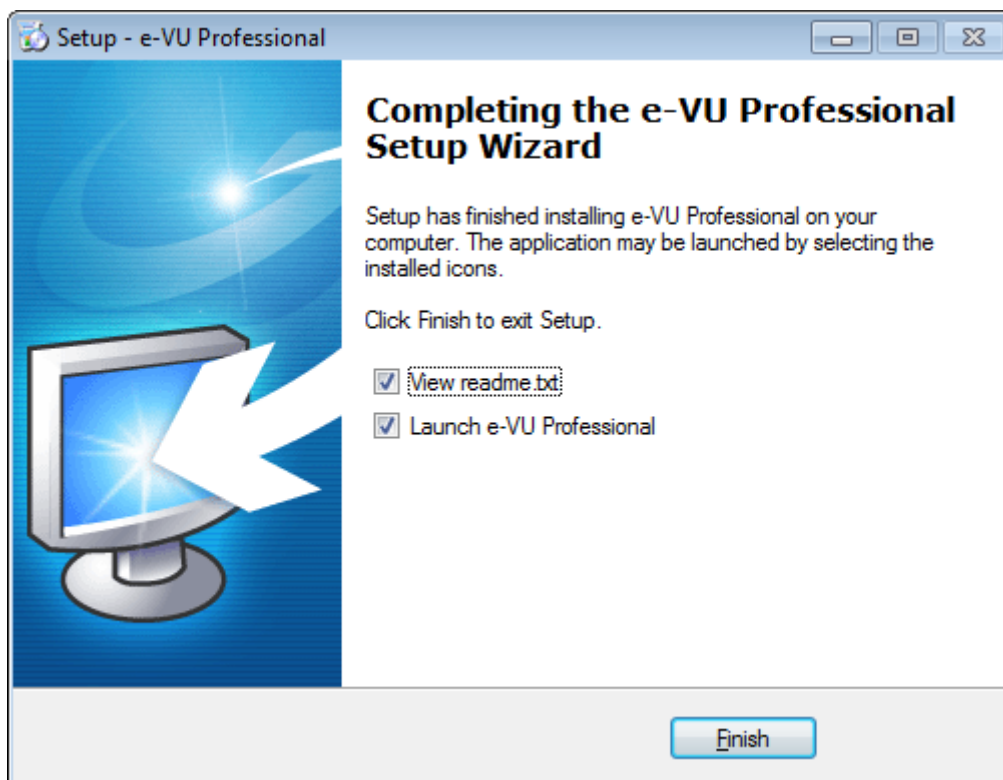 Setup - e-VU Professional
Completing the e-VU Professional
Setup Wizard
Setup has finished installing e-VU Professional on your
computer. The application may be launched by selecting the
installed icons.
Click Finish to exit Setup.
View readme.txt
Launch e-VU Professional
Finish